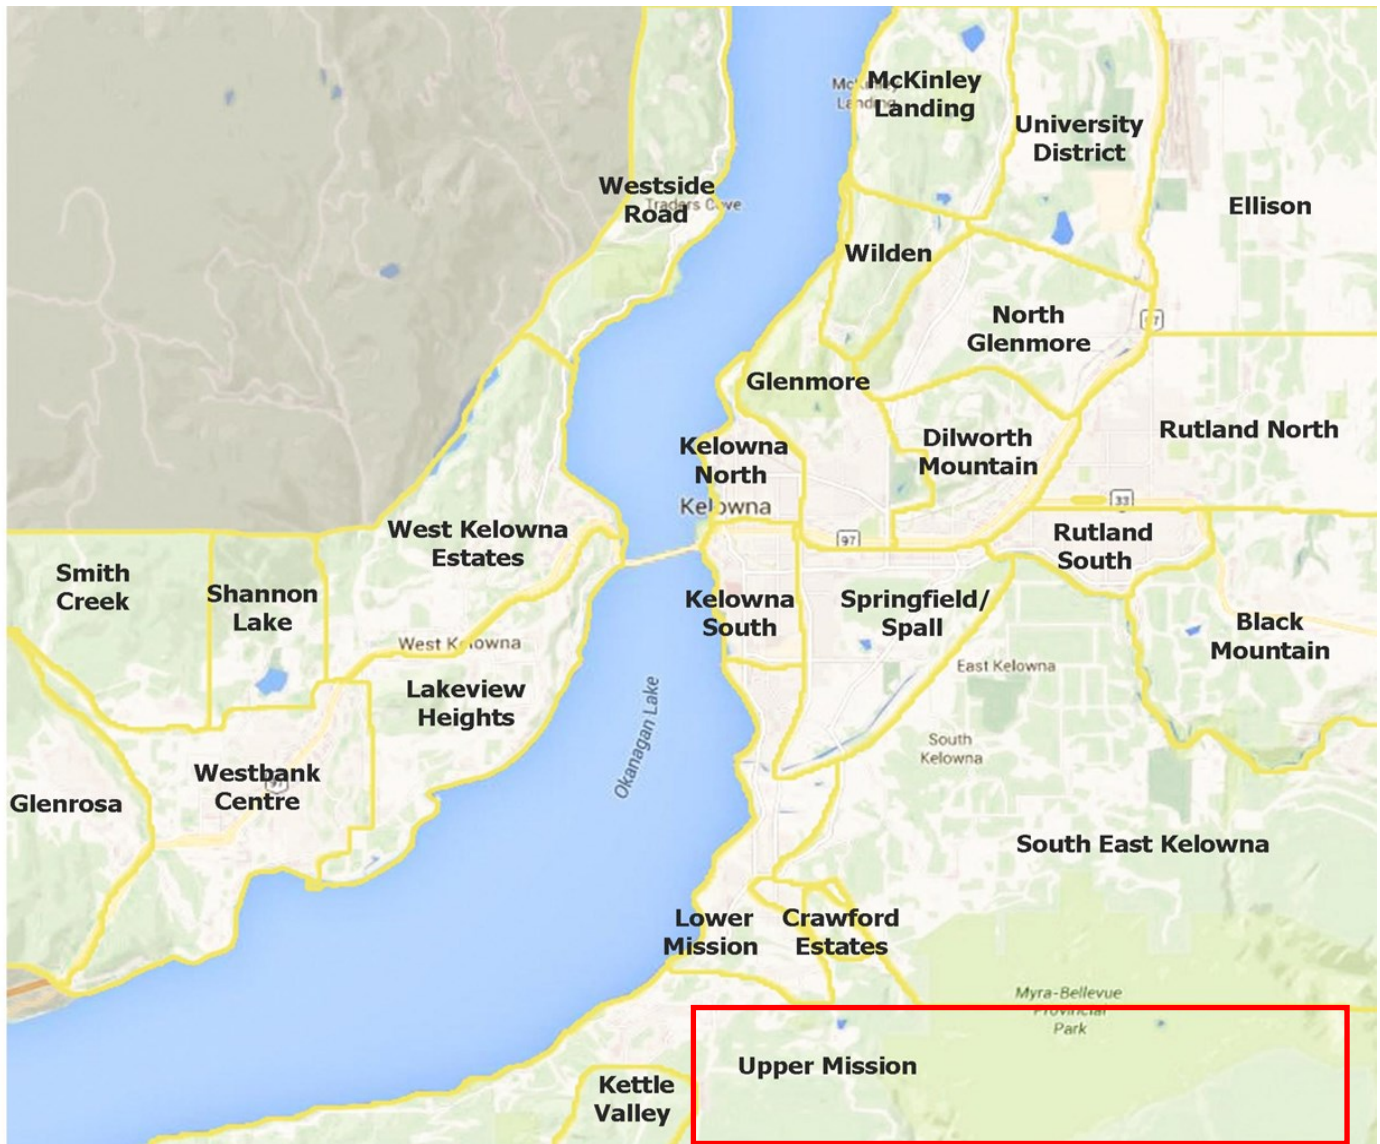 McKinley
Landing
McKinley
Landing
University
District
Westside
Road
Traders Cove
Ellison
Wilden
North
Glenmore
97
Glenmore
Dilworth
Mountain
Rutland North
Kelowna
North
Kelowna
33
97
West Kelowna
Estates
Rutland
South
Smith
Creek
Shannon
Lake
Kelowna
South
Springfield/
Spall
Black
Mountain
West Kelowna
East Kelowna
Lakeview
Heights
Okanagan Lake
South
Kelowna
Westbank
Centre
97
Glenrosa
South East Kelowna
Lower
Mission
Crawford
Estates
Myra-Bellevue
Provincial
Park
Upper Mission
Kettle
Valley